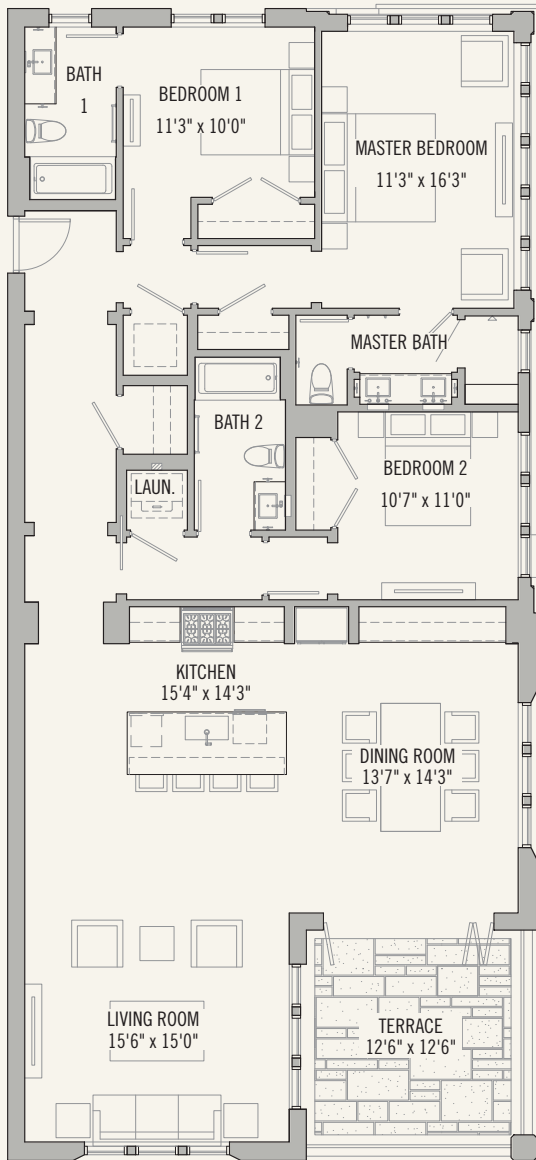 BATH
1
BEDROOM 1
11'3" x 10'0"
MASTER BEDROOM
11'3" x 16'3"
MASTER BATH
BATH 2
BEDROOM 2
10'7" x 11'0"
LAUN.
KITCHEN
15'4" x 14'3"
DINING ROOM
13'7" x 14'3"
LIVING ROOM
15'6" x 15'0"
TERRACE
12'6" x 12'6"